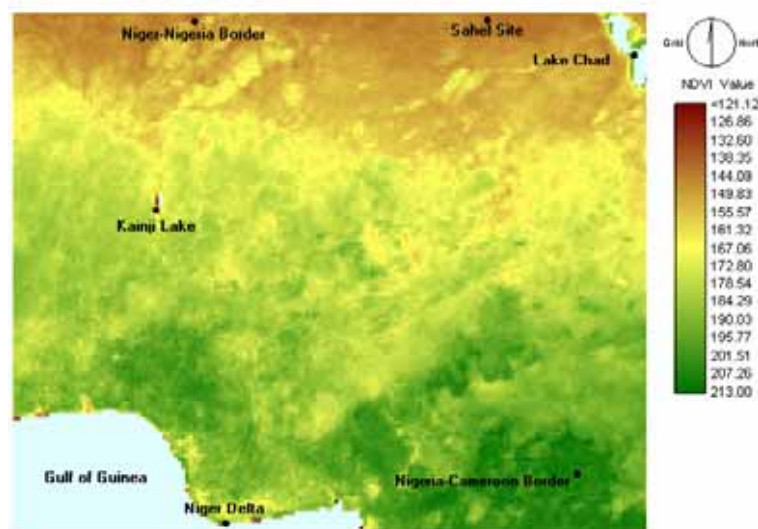 Niger-Nigeria Border
Sahel Site
Lake Chad
Kainji Lake
Gulf of Guinea
Niger Delta
Nigeria-Cameroon Border
Grid North
NDVI Value
<121.12
126.86
132.60
138.35
144.09
149.83
155.57
161.32
167.06
172.80
178.54
184.29
190.03
195.77
201.51
207.26
213.00